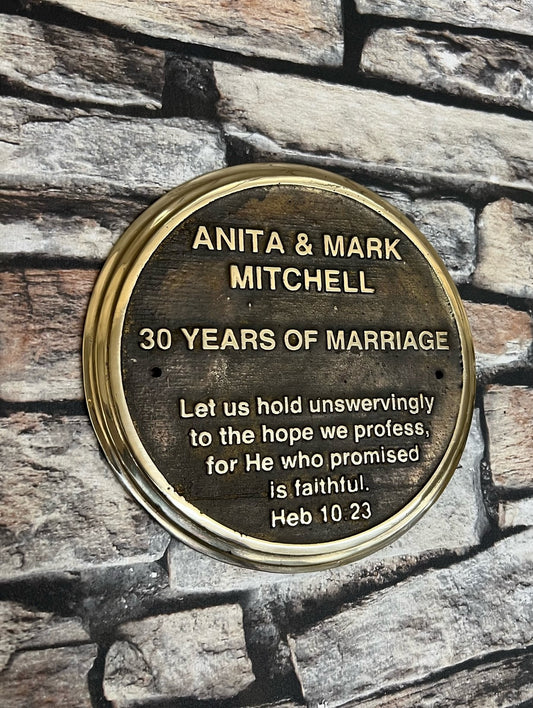 ANITA & MARK
MITCHELL
30 YEARS OF MARRIAGE
Let us hold unswervingly
to the hope we profess,
for He who promised
is faithful.
Heb 10 23